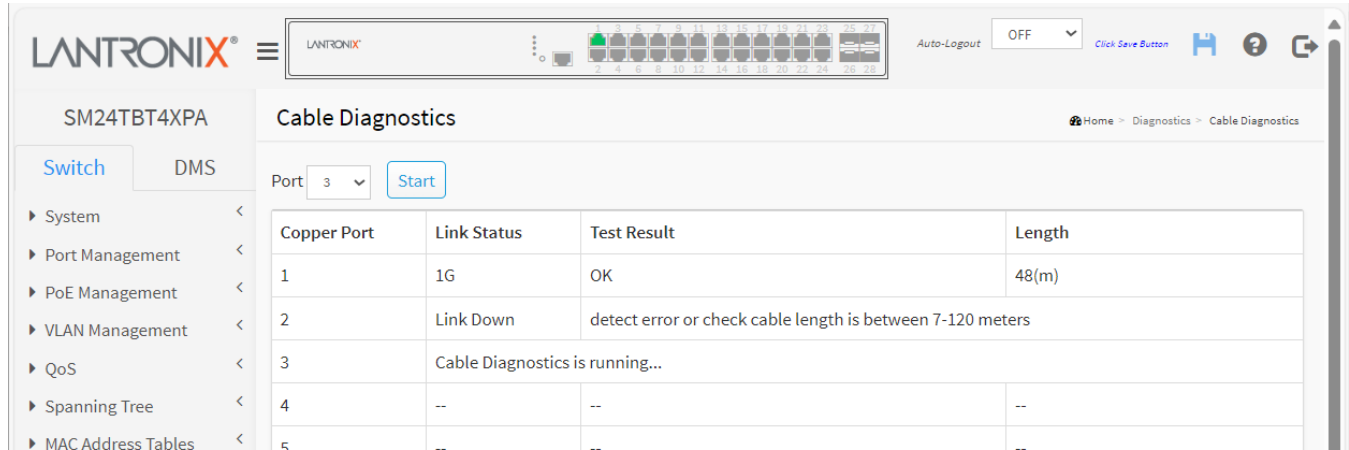 1 3 5 7 9 11 13 15 17 19 21 23 25 27
LANTRONIX®
LANTRONIX®
Auto-Logout OFF Click Save Button
2 4 6 8 10 12 14 16 18 20 22 24 26 28
SM24TBT4XPA
Cable Diagnostics
Home > Diagnostics > Cable Diagnostics
Switch DMS
Port 3 Start
System
Port Management
PoE Management
VLAN Management
QoS
Spanning Tree
MAC Address Tables
Copper Port Link Status Test Result Length
1 1G OK 48(m)
2 Link Down detect error or check cable length is between 7-120 meters
3 Cable Diagnostics is running...
4 -- -- --
5 -- -- --